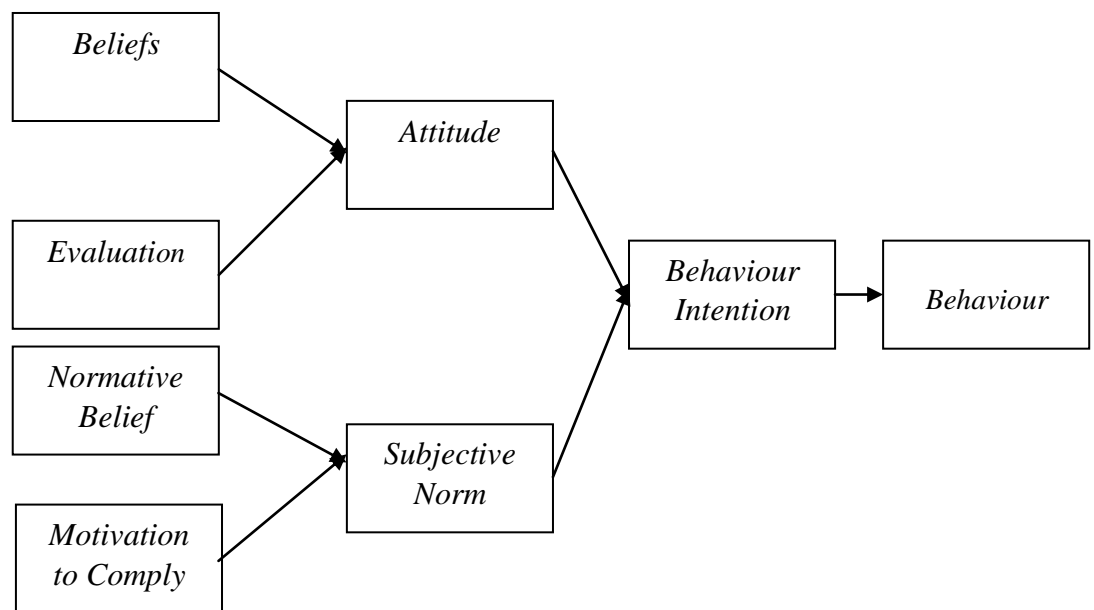 Beliefs
Attitude
Evaluation
Behaviour
Intention
Behaviour
Normative
Belief
Subjective
Norm
Motivation
to Comply